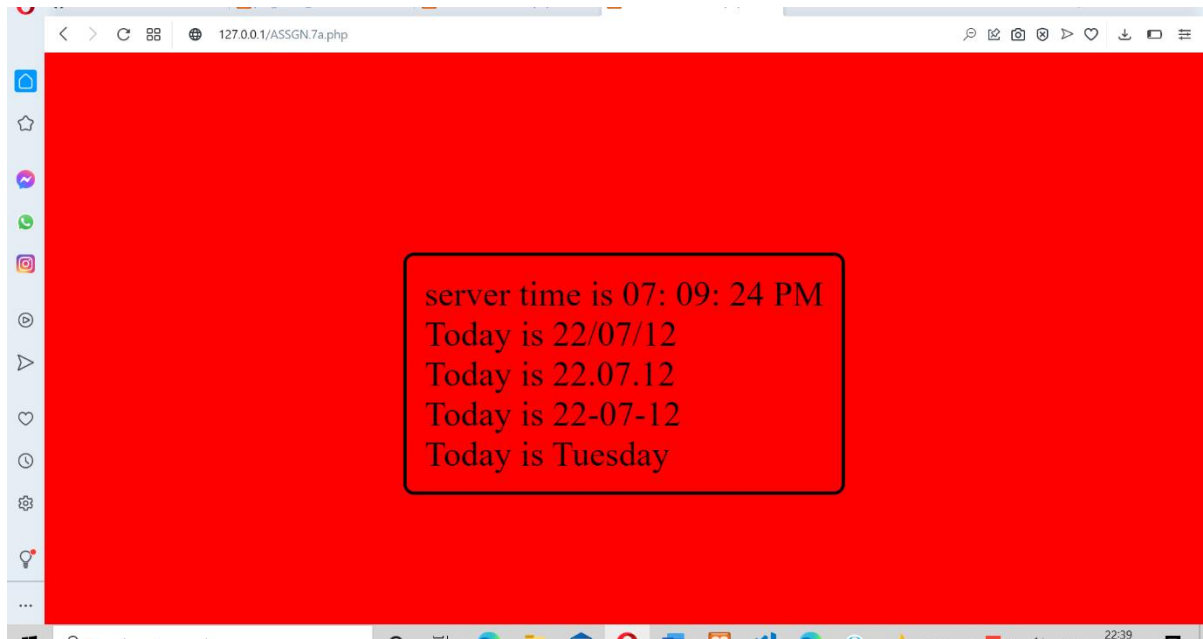 127.0.0.1/ASSGN.7a.php
server time is 07: 09: 24 PM
Today is 22/07/12
Today is 22.07.12
Today is 22-07-12
Today is Tuesday
22:39